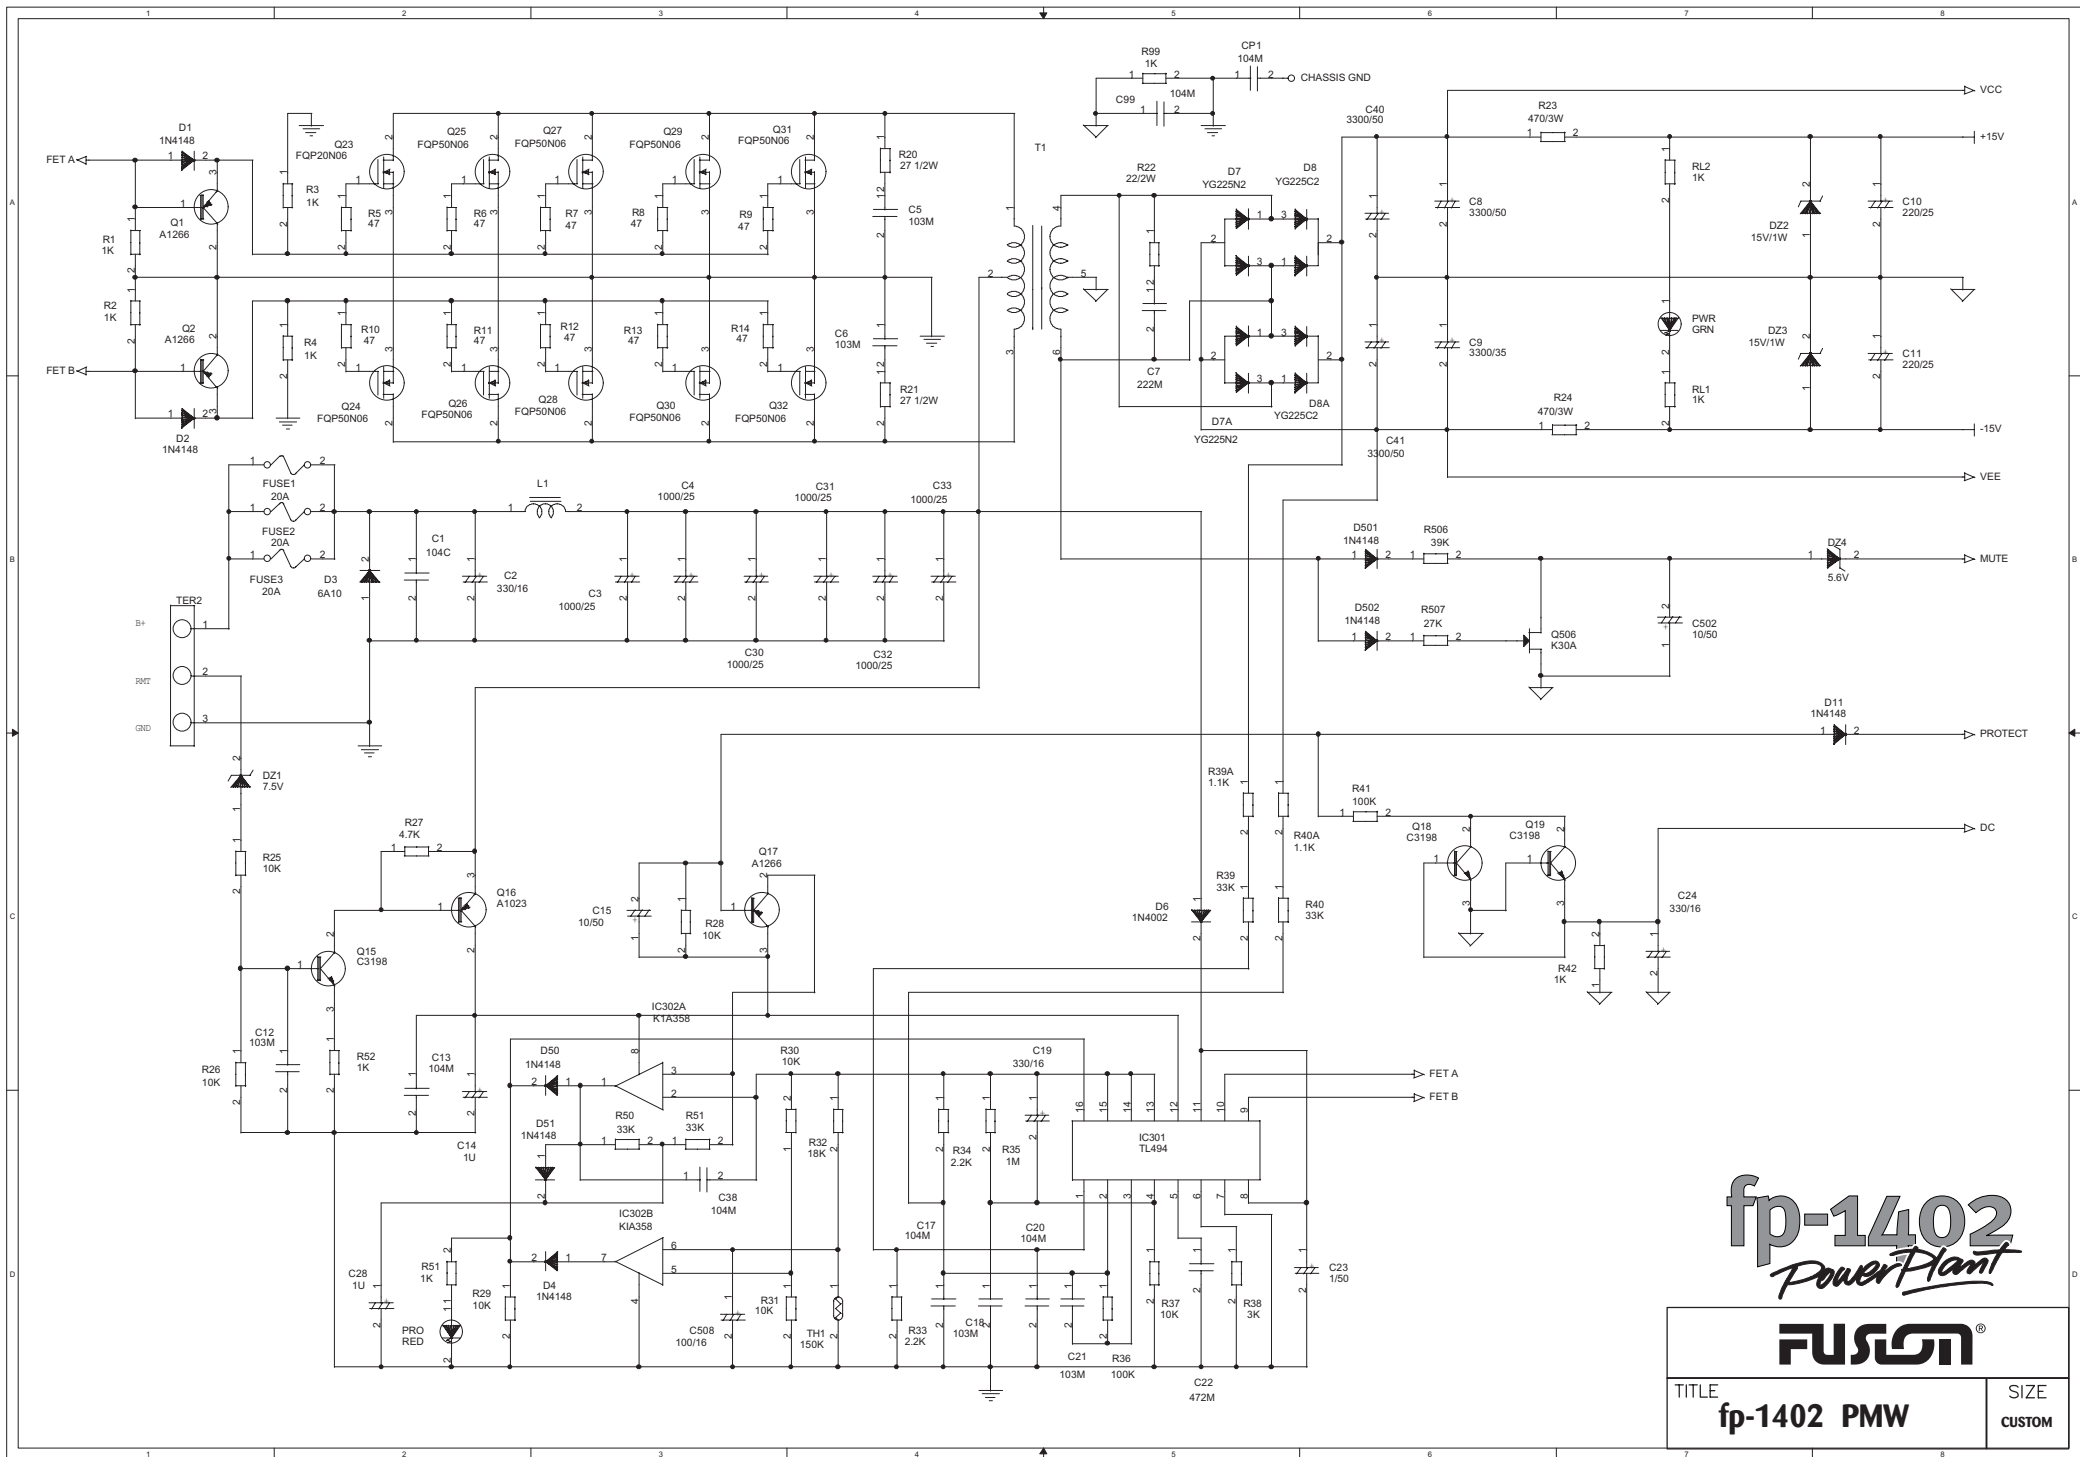 1 2 3 4 5 6 7 8
CHASSIS GND
R99
1K
CP1
104M
C99
104M
FET A
D1
1N4148
Q1
A1266
R1
1K
R2
1K
Q2
A1266
FET B
D2
1N4148
R3
1K
R4
1K
Q23
FQP20N06
Q25
FQP50N06
Q27
FQP50N06
Q29
FQP50N06
Q31
FQP50N06
R5
47
R6
47
R7
47
R8
47
R9
47
R10
47
R11
47
R12
47
R13
47
R14
47
Q24
FQP50N06
Q26
FQP50N06
Q28
FQP50N06
Q30
FQP50N06
Q32
FQP50N06
R20
27 1/2W
C5
103M
C6
103M
R21
27 1/2W
T1
R22
22/2W
C7
222M
D7
YG225N2
D8
YG225C2
D7A
YG225N2
D8A
YG225C2
C40
3300/50
C41
3300/50
C8
3300/50
C9
3300/35
R23
470/3W
R24
470/3W
RL2
1K
PWR
GRN
RL1
1K
DZ2
15V/1W
DZ3
15V/1W
C10
220/25
C11
220/25
VCC
+15V
-15V
VEE
FUSE1
20A
FUSE2
20A
FUSE3
20A
TER2
B+
RMT
GND
D3
6A10
C1
104C
C2
330/16
L1
C3
1000/25
C4
1000/25
C30
1000/25
C31
1000/25
C32
1000/25
C33
1000/25
D501
1N4148
R506
39K
D502
1N4148
R507
27K
Q506
K30A
C502
10/50
DZ4
5.6V
MUTE
D11
1N4148
PROTECT
DZ1
7.5V
R25
10K
R27
4.7K
Q16
A1023
Q15
C3198
R26
10K
C12
103M
R52
1K
C13
104M
C14
1U
C15
10/50
R28
10K
Q17
A1266
D6
1N4002
R39A
1.1K
R40A
1.1K
R39
33K
R40
33K
R41
100K
Q18
C3198
Q19
C3198
R42
1K
C24
330/16
DC
IC302A
K1A358
D50
1N4148
D51
1N4148
R50
33K
R51
33K
C38
104M
R30
10K
R32
18K
IC302B
KIA358
D4
1N4148
C28
1U
R51
1K
PRO
RED
R29
10K
C508
100/16
R31
10K
TH1
150K
R33
2.2K
R34
2.2K
R35
1M
C19
330/16
IC301
TL494
FET A
FET B
C17
104M
C18
103M
C20
104M
C21
103M
R36
100K
R37
10K
C22
472M
R38
3K
C23
1/50
fp-1402
PowerPlant
FUSION®
TITLE
fp-1402 PMW
SIZE
CUSTOM
1 2 3 4 5 6 7 8